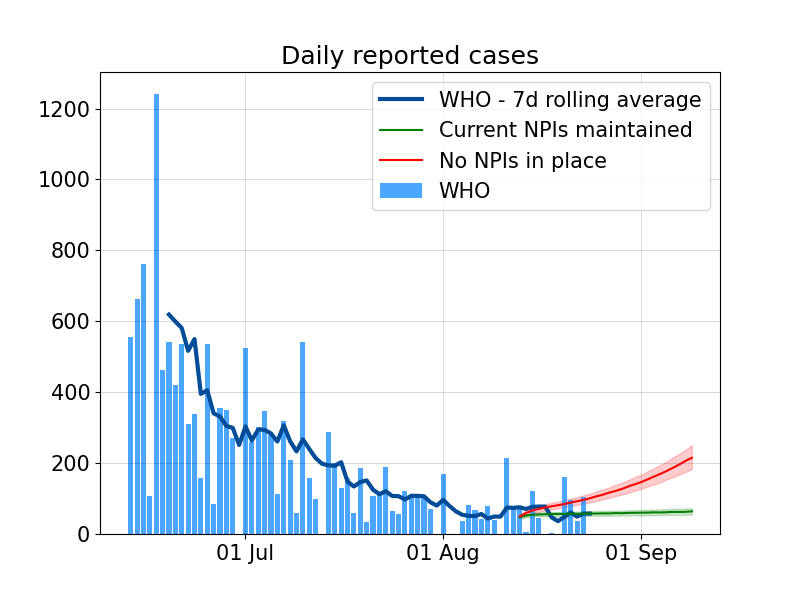 Daily reported cases
WHO - 7d rolling average
Current NPIs maintained
No NPIs in place
WHO
1200
1000
800
600
400
200
0
01 Jul
01 Aug
01 Sep